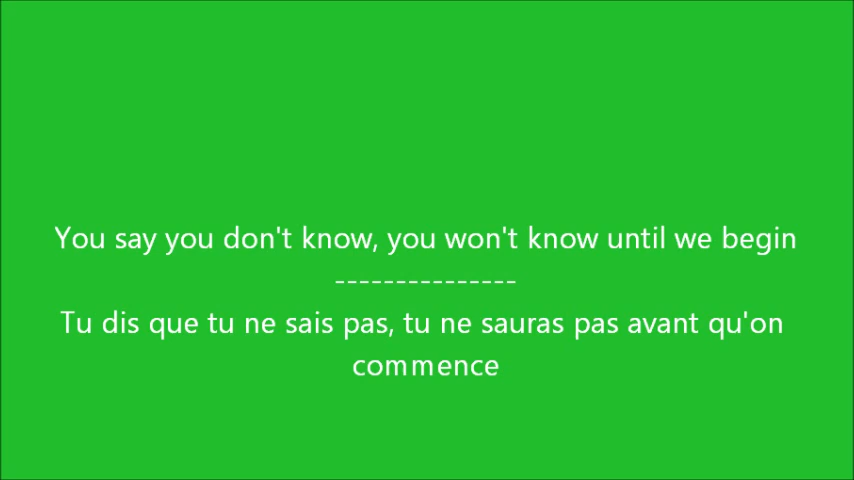 You say you don't know, you won't know until we begin
---------------
Tu dis que tu ne sais pas, tu ne sauras pas avant qu'on
commence